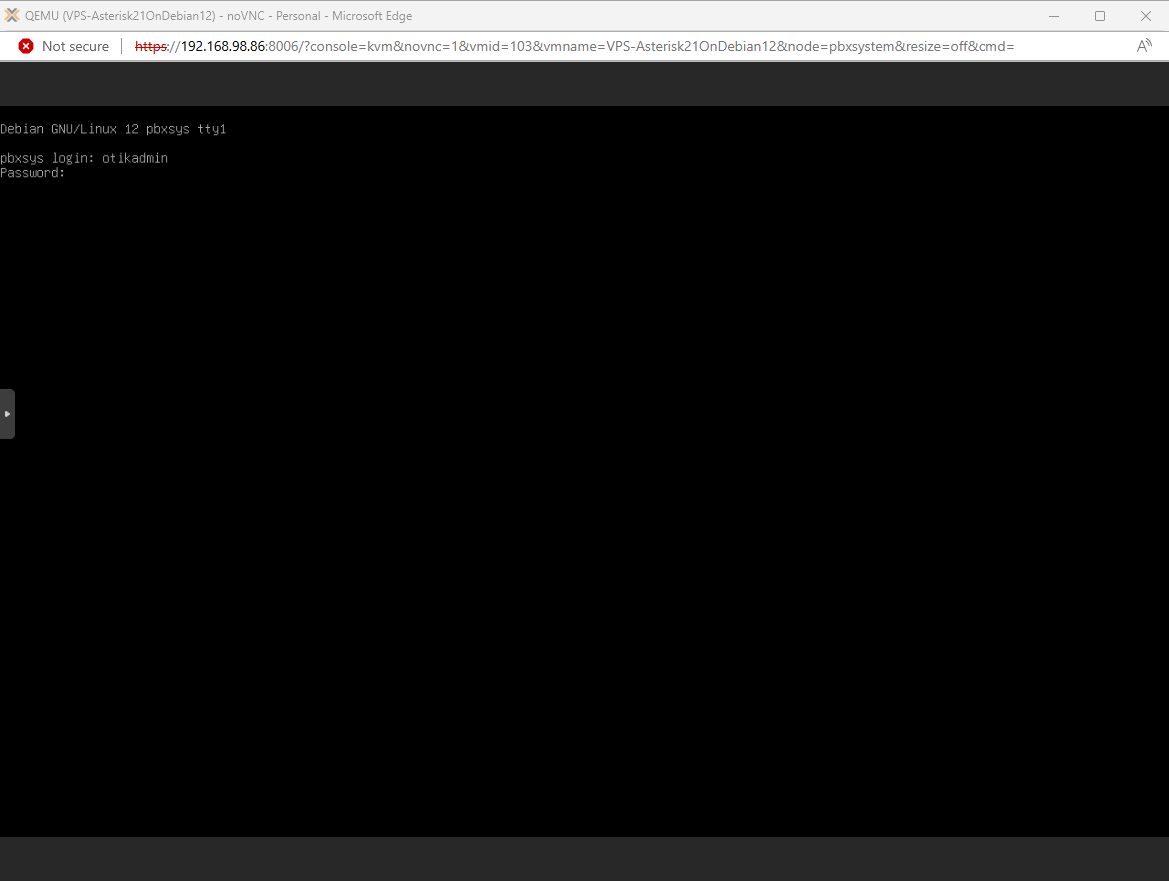 QEMU (VPS-Asterisk21OnDebian12) - noVNC - Personal - Microsoft Edge
Not secure | https://192.168.98.86:8006/?console=kvm&novnc=1&vmid=103&vmname=VPS-Asterisk21OnDebian12&node=pbxsystem&resize=off&cmd=
Debian GNU/Linux 12 pbxsys tty1
pbxsys login: otikadmin
Password: